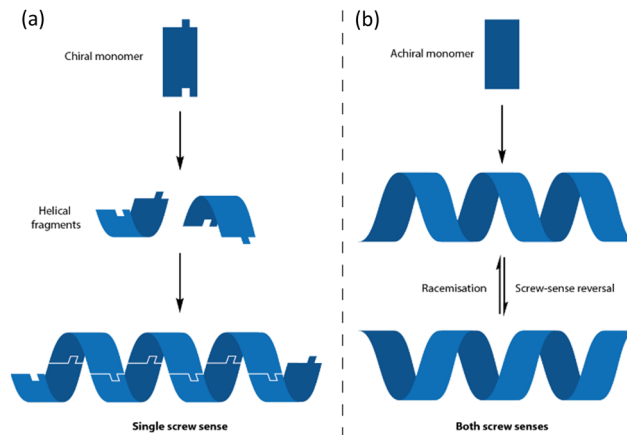 (a)
Chiral monomer
Helical
fragments
Single screw sense
(b)
Achiral monomer
Racemisation
Screw-sense reversal
Both screw senses